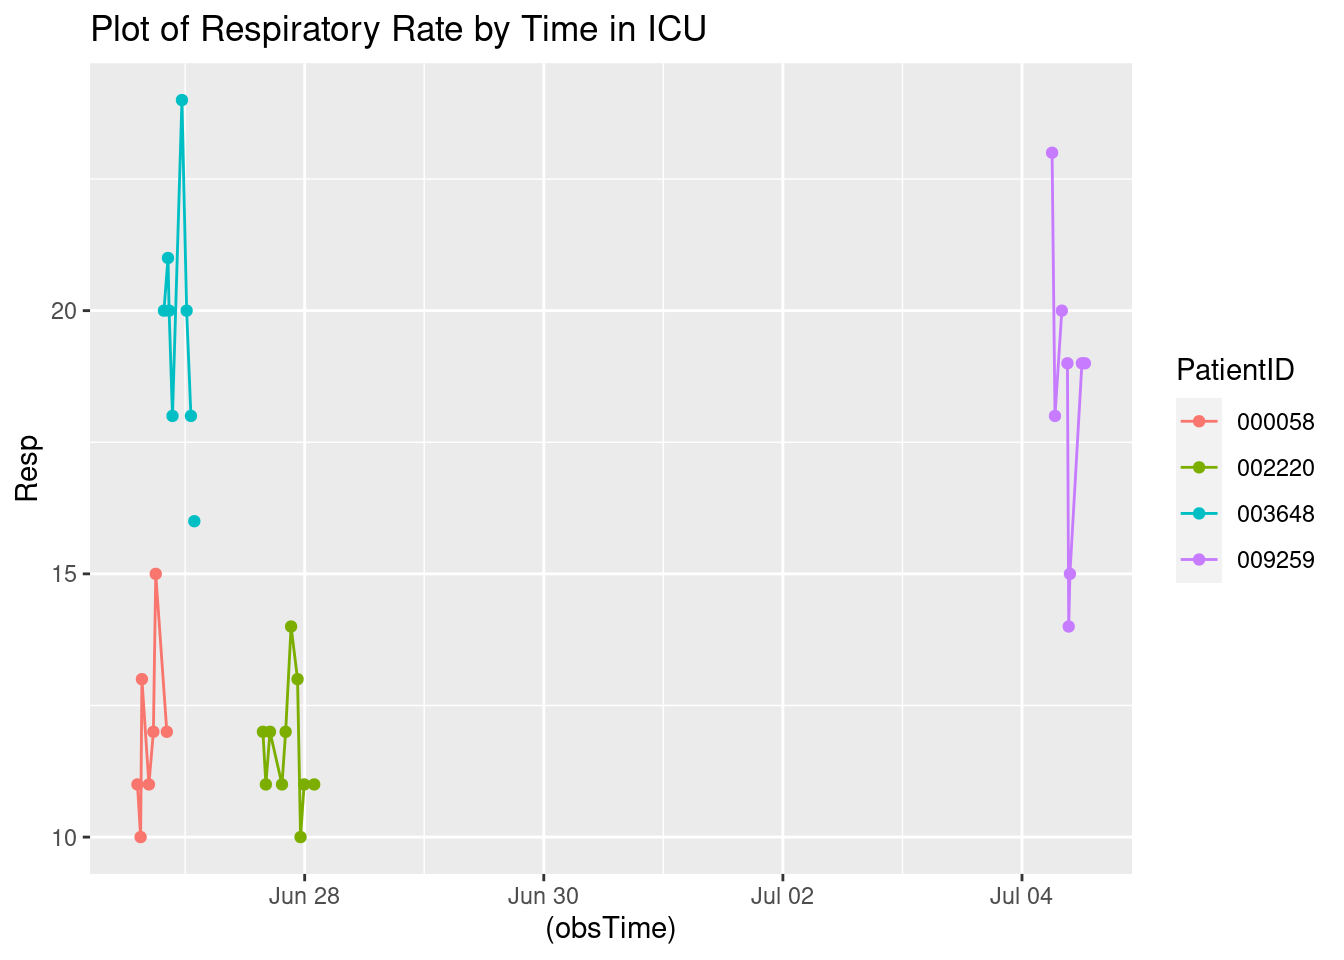 Plot of Respiratory Rate by Time in ICU
Resp
20
15
10
Jun 28
Jun 30
Jul 02
Jul 04
(obsTime)
PatientID
000058
002220
003648
009259